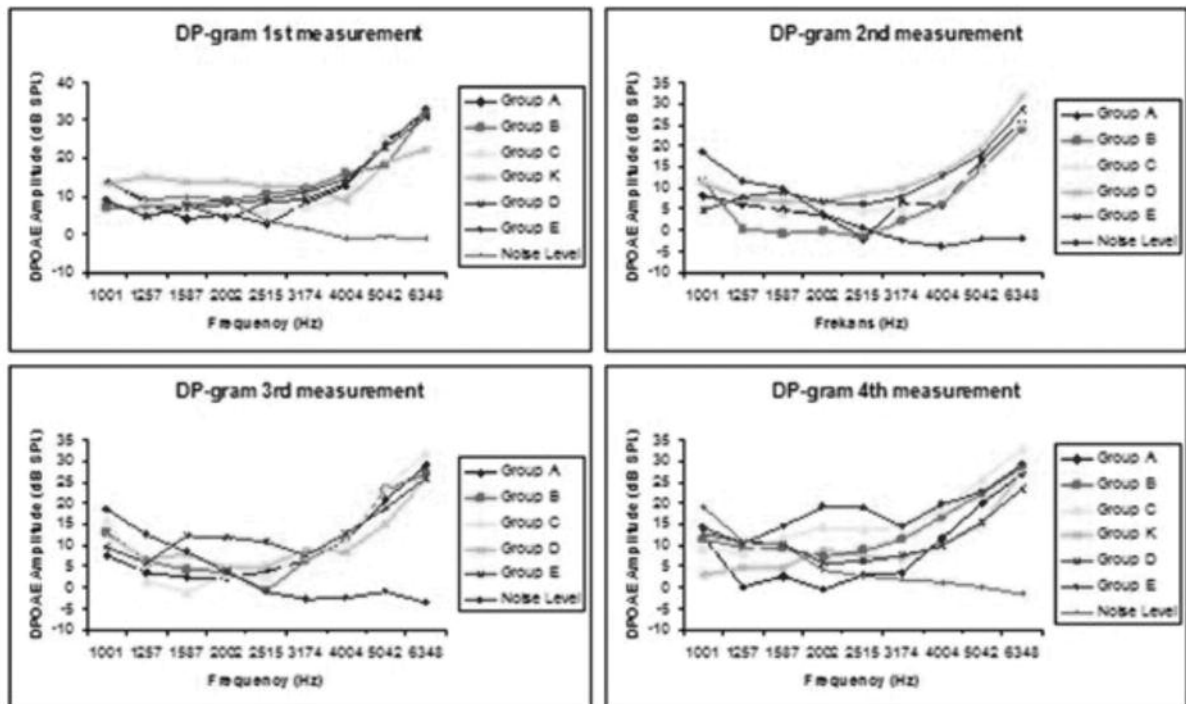 DP-gram 1st measurement
DPOAE Amplitude (dB SPL)
40
30
20
10
0
-10
1001 1257 1587 2002 2515 3174 4004 5042 6348
Frequency (Hz)
Group A
Group B
Group C
Group K
Group D
Group E
Noise Level
DP-gram 2nd measurement
DPOAE Amplitude (dB SPL)
35
30
25
20
15
10
5
0
-5
-10
1001 1257 1587 2002 2515 3174 4004 5042 6348
Frekans (Hz)
Group A
Group B
Group C
Group D
Group E
Noise Level
DP-gram 3rd measurement
DPOAE Amplitude (dB SPL)
35
30
25
20
15
10
5
0
-5
-10
1001 1257 1587 2002 2515 3174 4004 5042 6348
Frequency (Hz)
Group A
Group B
Group C
Group D
Group E
Noise Level
DP-gram 4th measurement
DPOAE Amplitude (dB SPL)
35
30
25
20
15
10
5
0
-5
-10
1001 1257 1587 2002 2515 3174 4004 5042 6348
Frequency (Hz)
Group A
Group B
Group C
Group K
Group D
Group E
Noise Level